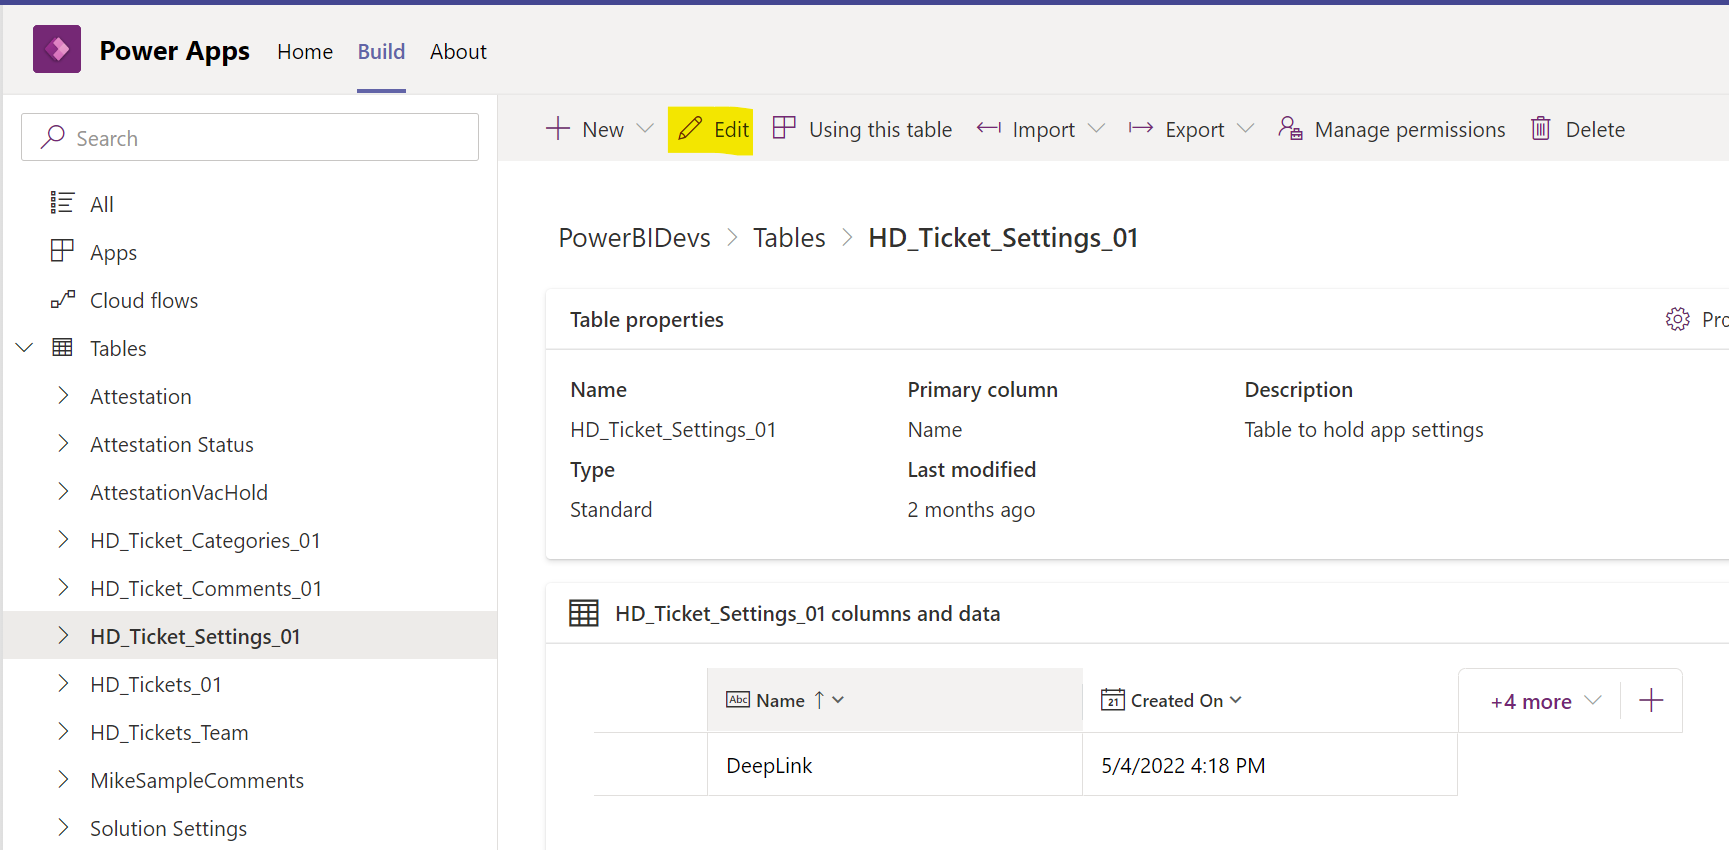 Power Apps Home Build About
Search
New Edit Using this table Import Export Manage permissions Delete
All
Apps
Cloud flows
Tables
Attestation
Attestation Status
AttestationVacHold
HD_Ticket_Categories_01
HD_Ticket_Comments_01
HD_Ticket_Settings_01
HD_Tickets_01
HD_Tickets_Team
MikeSampleComments
Solution Settings
PowerBIDevs > Tables > HD_Ticket_Settings_01
Table properties
Pro
Name Primary column Description
HD_Ticket_Settings_01 Name Table to hold app settings
Type Last modified
Standard 2 months ago
HD_Ticket_Settings_01 columns and data
Abc Name ↑ 21 Created On +4 more
DeepLink 5/4/2022 4:18 PM